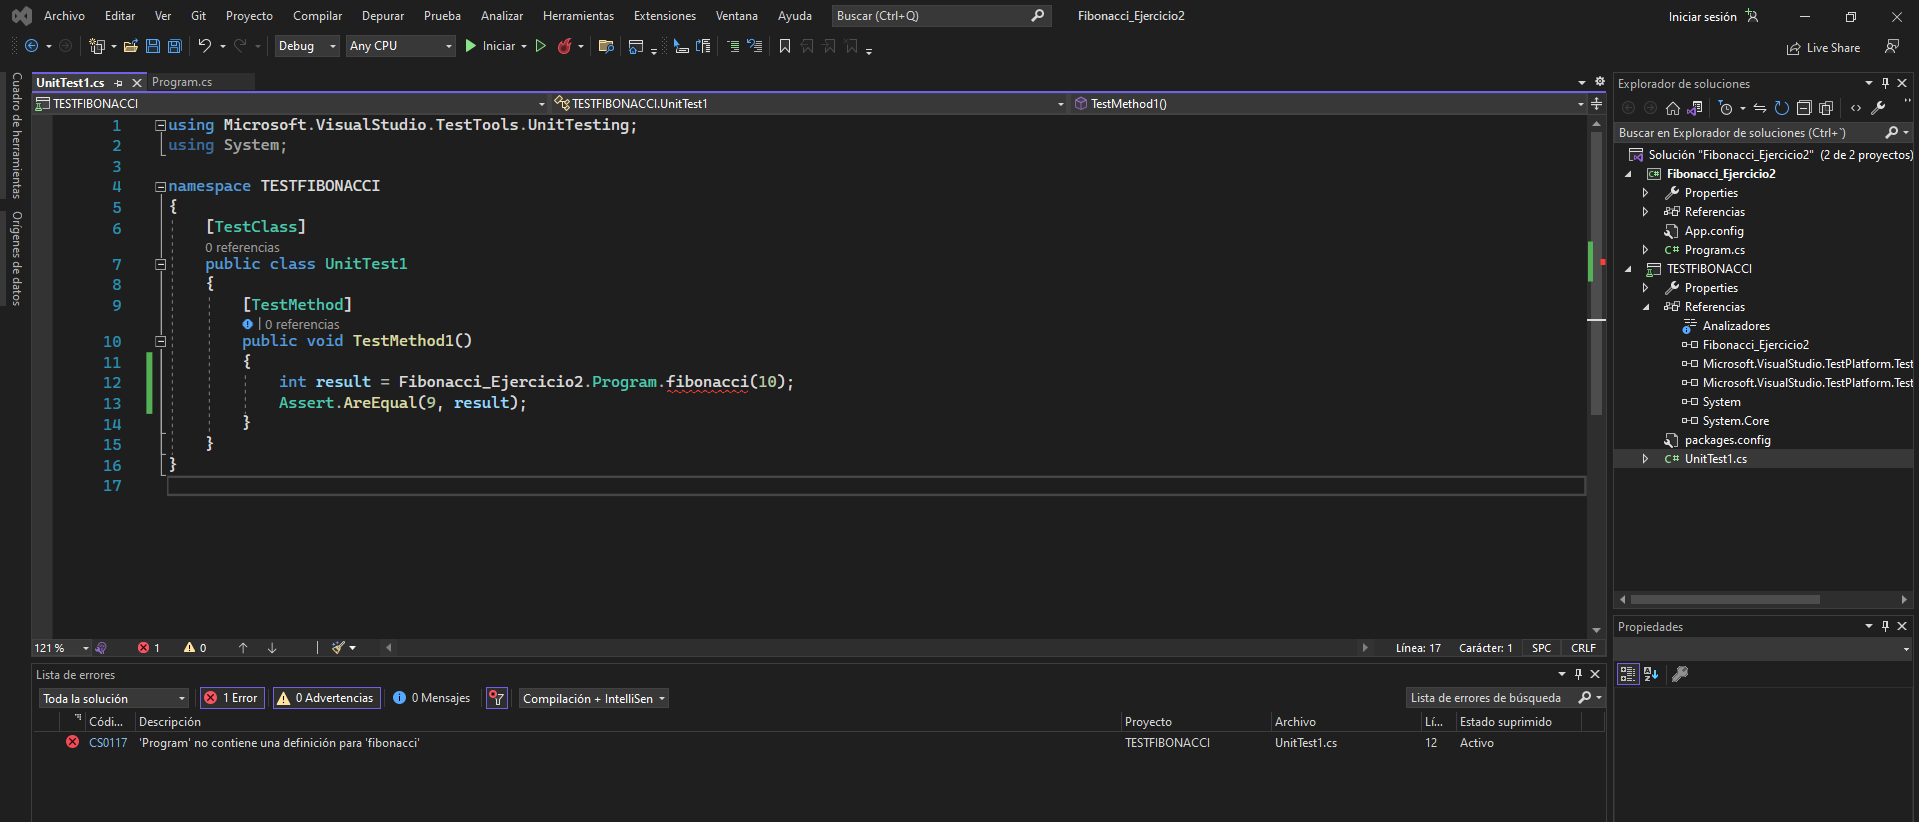 Archivo Editar Ver Git Proyecto Compilar Depurar Prueba Analizar Herramientas Extensiones Ventana Ayuda Buscar (Ctrl+Q) Fibonacci_Ejercicio2 Iniciar sesión
Debug Any CPU Iniciar Live Share
Cuadro de herramientas
Orígenes de datos
UnitTest1.cs Program.cs
TESTFIBONACCI TESTFIBONACCI.UnitTest1 TestMethod1()
1 using Microsoft.VisualStudio.TestTools.UnitTesting;
2 using System;
3
4 namespace TESTFIBONACCI
5 {
6 [TestClass]
0 referencias
7 public class UnitTest1
8 {
9 [TestMethod]
| 0 referencias
10 public void TestMethod1()
11 {
12 int result = Fibonacci_Ejercicio2.Program.fibonacci(10);
13 Assert.AreEqual(9, result);
14 }
15 }
16 }
17
121 % 1 0 Línea: 17 Carácter: 1 SPC CRLF
Lista de errores
Toda la solución 1 Error 0 Advertencias 0 Mensajes Compilación + IntelliSen Lista de errores de búsqueda
Códi... Descripción Proyecto Archivo Lí... Estado suprimido
CS0117 'Program' no contiene una definición para 'fibonacci' TESTFIBONACCI UnitTest1.cs 12 Activo
Explorador de soluciones
Buscar en Explorador de soluciones (Ctrl+`)
Solución "Fibonacci_Ejercicio2" (2 de 2 proyectos)
C# Fibonacci_Ejercicio2
Properties
Referencias
App.config
C# Program.cs
TESTFIBONACCI
Properties
Referencias
Analizadores
Fibonacci_Ejercicio2
Microsoft.VisualStudio.TestPlatform.Test
Microsoft.VisualStudio.TestPlatform.Test
System
System.Core
packages.config
C# UnitTest1.cs
Propiedades